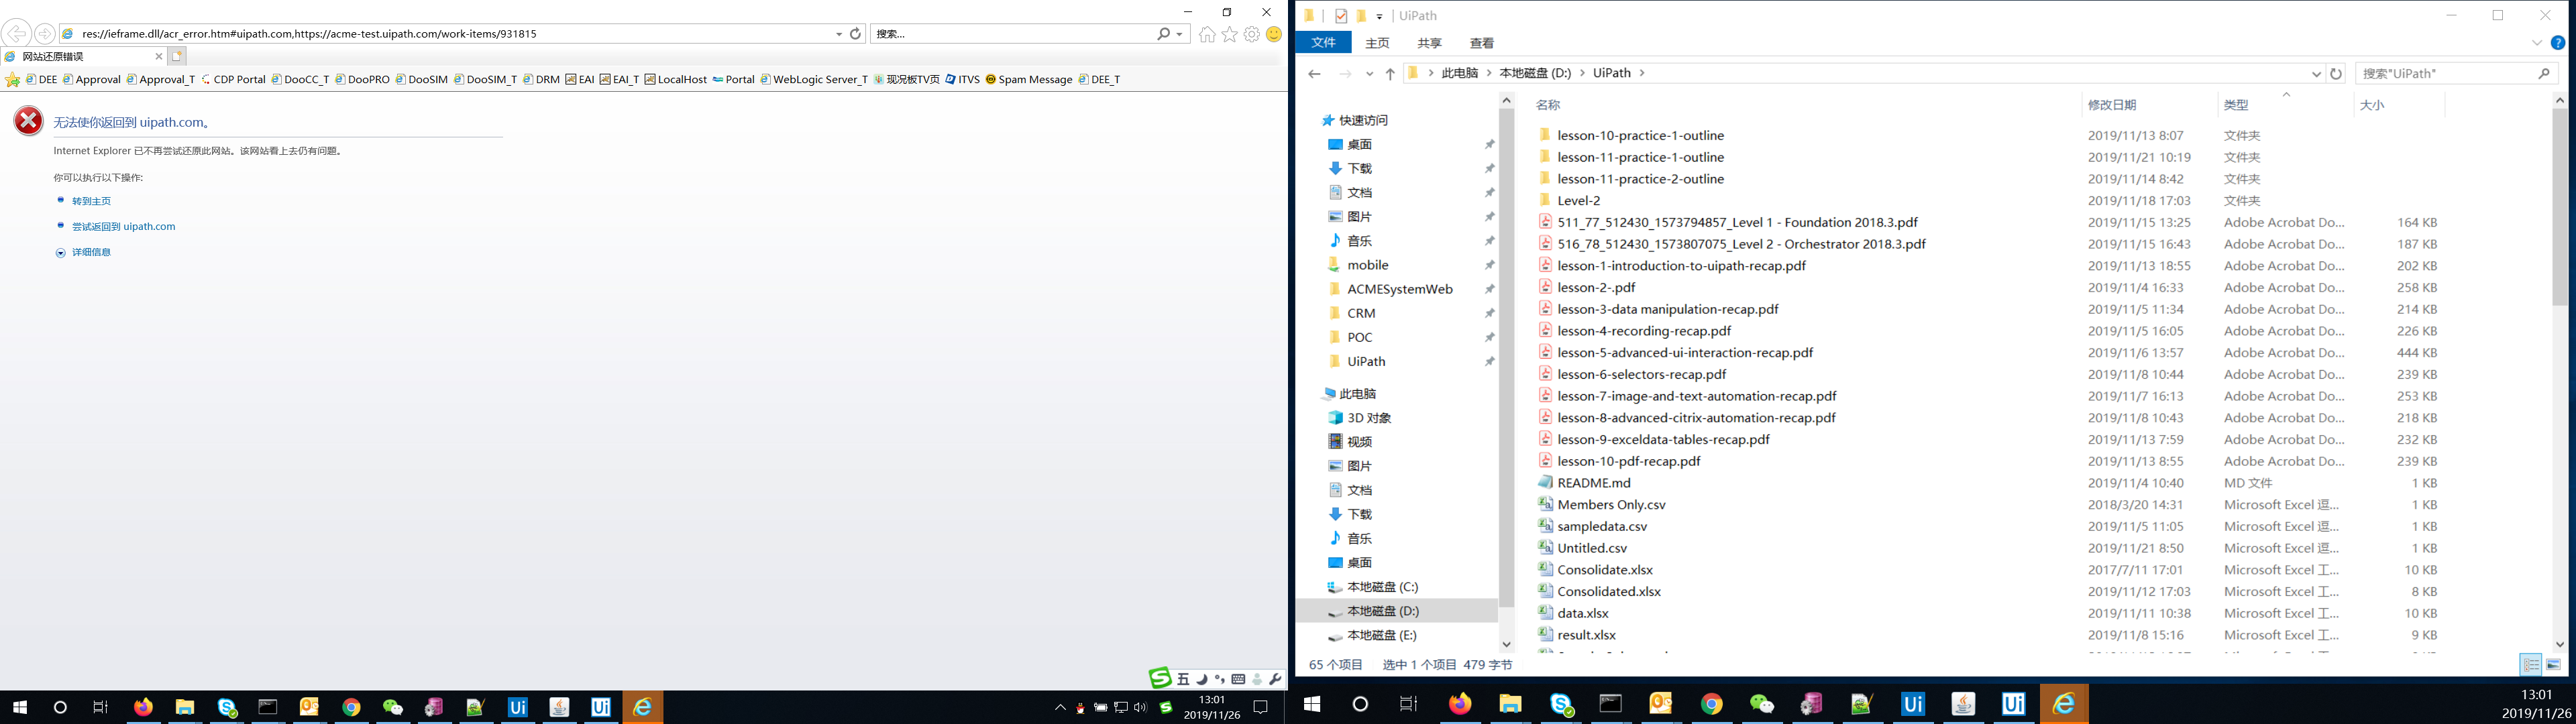 res://ieframe.dll/acr_error.htm#uipath.com,https://acme-test.uipath.com/work-items/931815
搜索...
网站还原错误
DEE Approval Approval_T CDP Portal DooCC_T DooPRO DooSIM DooSIM_T DRM EAI EAI_T LocalHost Portal WebLogic Server_T 现况板TV页 ITVS Spam Message DEE_T
无法使你返回到 uipath.com。
Internet Explorer 已不再尝试还原此网站。该网站看上去仍有问题。
你可以执行以下操作:
转到主页
尝试返回到 uipath.com
详细信息
五
13:01
2019/11/26
UiPath
文件 主页 共享 查看
此电脑 本地磁盘 (D:) UiPath
搜索"UiPath"
快速访问
桌面
下载
文档
图片
音乐
mobile
ACMESystemWeb
CRM
POC
UiPath
此电脑
3D 对象
视频
图片
文档
下载
音乐
桌面
本地磁盘 (C:)
本地磁盘 (D:)
本地磁盘 (E:)
名称 修改日期 类型 大小
lesson-10-practice-1-outline 2019/11/13 8:07 文件夹
lesson-11-practice-1-outline 2019/11/21 10:19 文件夹
lesson-11-practice-2-outline 2019/11/14 8:42 文件夹
Level-2 2019/11/18 17:03 文件夹
511_77_512430_1573794857_Level 1 - Foundation 2018.3.pdf 2019/11/15 13:25 Adobe Acrobat Do... 164 KB
516_78_512430_1573807075_Level 2 - Orchestrator 2018.3.pdf 2019/11/15 16:43 Adobe Acrobat Do... 187 KB
lesson-1-introduction-to-uipath-recap.pdf 2019/11/13 18:55 Adobe Acrobat Do... 202 KB
lesson-2-.pdf 2019/11/4 16:33 Adobe Acrobat Do... 258 KB
lesson-3-data manipulation-recap.pdf 2019/11/5 11:34 Adobe Acrobat Do... 214 KB
lesson-4-recording-recap.pdf 2019/11/5 16:05 Adobe Acrobat Do... 226 KB
lesson-5-advanced-ui-interaction-recap.pdf 2019/11/6 13:57 Adobe Acrobat Do... 444 KB
lesson-6-selectors-recap.pdf 2019/11/8 10:44 Adobe Acrobat Do... 239 KB
lesson-7-image-and-text-automation-recap.pdf 2019/11/7 16:13 Adobe Acrobat Do... 253 KB
lesson-8-advanced-citrix-automation-recap.pdf 2019/11/8 10:43 Adobe Acrobat Do... 218 KB
lesson-9-exceldata-tables-recap.pdf 2019/11/13 7:59 Adobe Acrobat Do... 232 KB
lesson-10-pdf-recap.pdf 2019/11/13 8:55 Adobe Acrobat Do... 239 KB
README.md 2019/11/4 10:40 MD 文件 1 KB
Members Only.csv 2018/3/20 14:31 Microsoft Excel 逗... 1 KB
sampledata.csv 2019/11/5 11:05 Microsoft Excel 逗... 1 KB
Untitled.csv 2019/11/21 8:50 Microsoft Excel 逗... 1 KB
Consolidate.xlsx 2017/7/11 17:01 Microsoft Excel 工... 10 KB
Consolidated.xlsx 2019/11/12 17:03 Microsoft Excel 工... 8 KB
data.xlsx 2019/11/11 10:38 Microsoft Excel 工... 10 KB
result.xlsx 2019/11/8 15:16 Microsoft Excel 工... 9 KB
65 个项目 选中 1 个项目 479 字节
13:01
2019/11/26